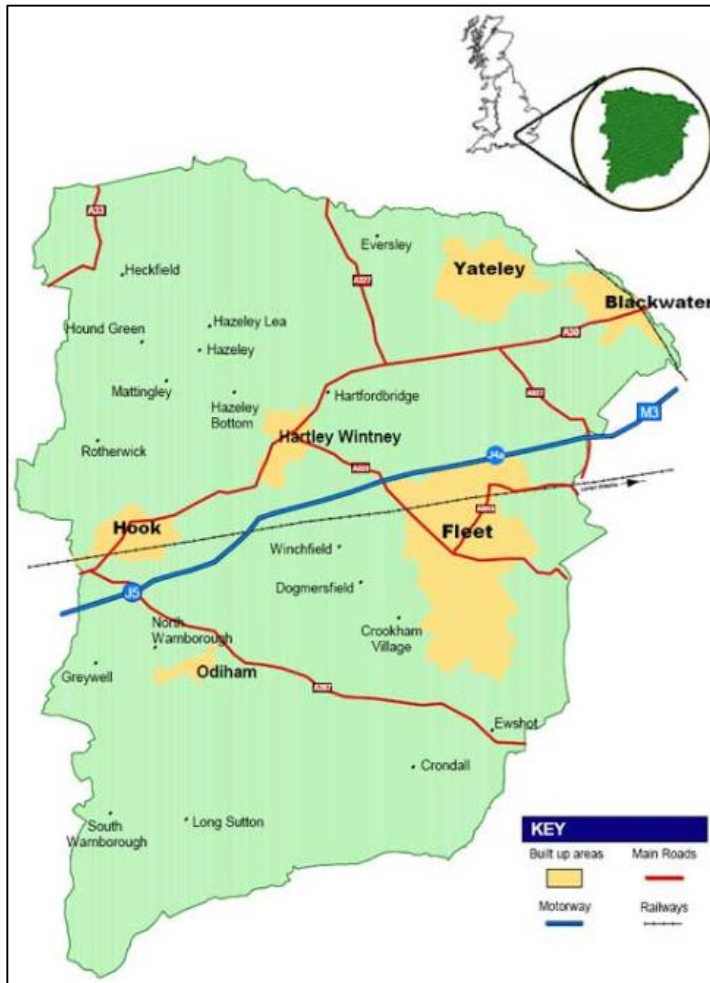 A33
Eversley
Yateley
Heckfield
A327
Blackwater
Hazeley Lea
Hound Green
A30
Hazeley
Mattingley
Hazeley
Bottom
Hartfordbridge
M3
Hartley Wintney
Rotherwick
J4a
Hook
Fleet
Winchfield
Dogmersfield
J5
North
Warnborough
Crookham
Village
Greywell
Odiham
A287
Ewshot
Crondall
South
Warnborough
Long Sutton
KEY
Built up areas
Main Roads
Motorway
Railways